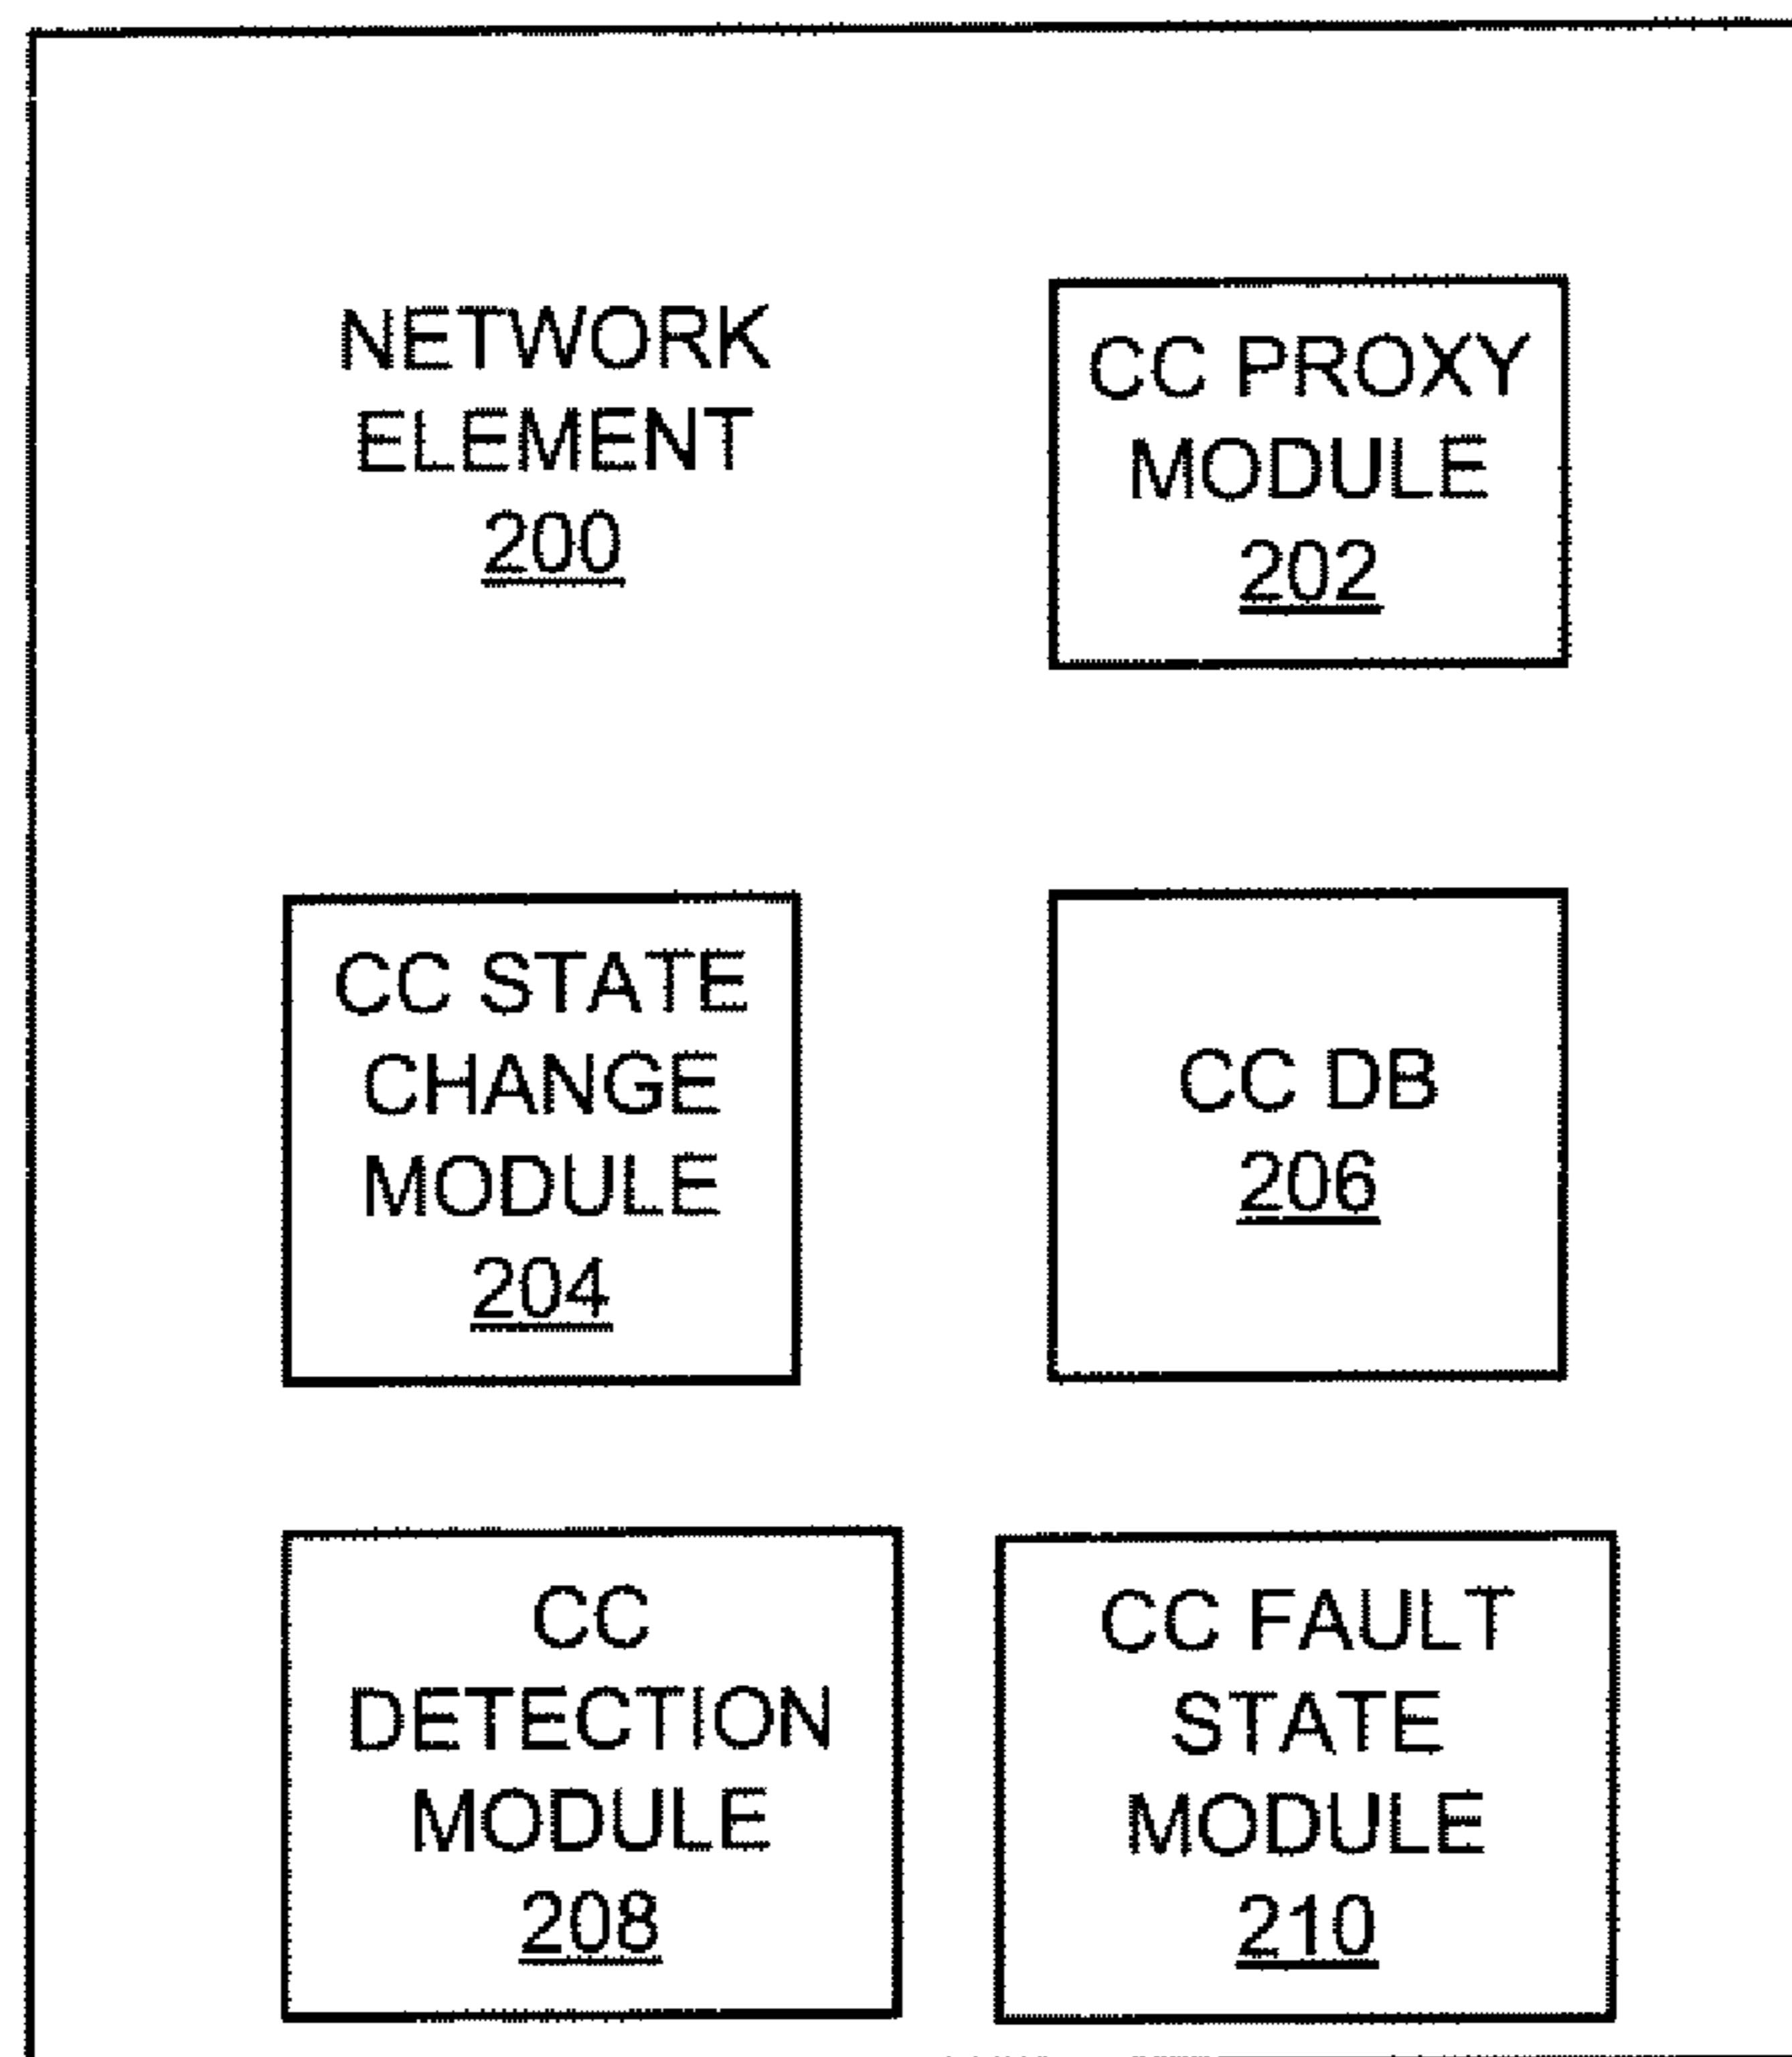 NETWORK
ELEMENT
200
CC PROXY
MODULE
202
CC STATE
CHANGE
MODULE
204
CC DB
206
CC
DETECTION
MODULE
208
CC FAULT
STATE
MODULE
210